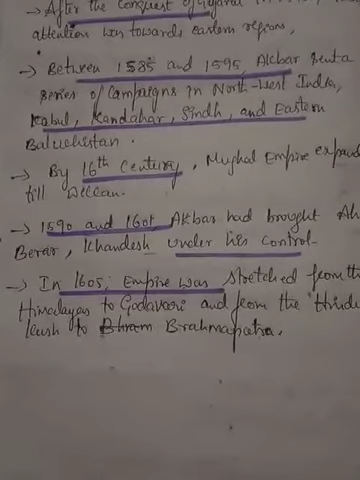 → After the conquest of Gujarat
attention was towards eastern regions,
→ Between 1585 and 1595, Akbar
series of campaigns in North-West India,
Kabul, Kandahar, Sindh, and Eastern
Baluchistan.
→ By 16th Century, Mughal Empire
till Deccan.
→ 1590 and 1601 Akbar had brought Ah
Berar, Khandesh under his control.
→ In 1605, Empire was stretched from th
Himalayas to Godavari and from the Hindu
Kush to Brahmaputra.